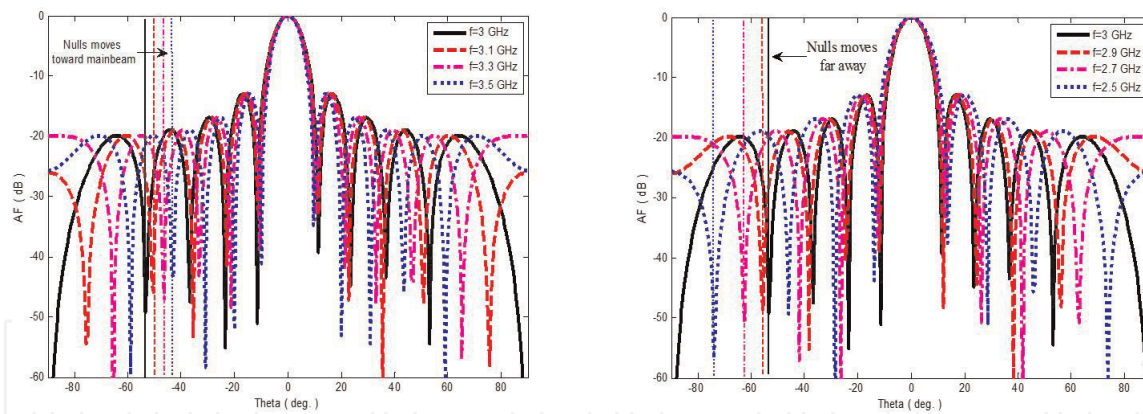 0
-10
-20
-30
-40
-50
-60
AF ( dB )
-80
-60
-40
-20
0
20
40
60
80
Theta ( deg. )
Nulls moves
toward mainbeam
f=3 GHz
f=3.1 GHz
f=3.3 GHz
f=3.5 GHz
0
-10
-20
-30
-40
-50
-60
AF ( dB )
-80
-60
-40
-20
0
20
40
60
80
Theta ( deg. )
Nulls moves
far away
f=3 GHz
f=2.9 GHz
f=2.7 GHz
f=2.5 GHz